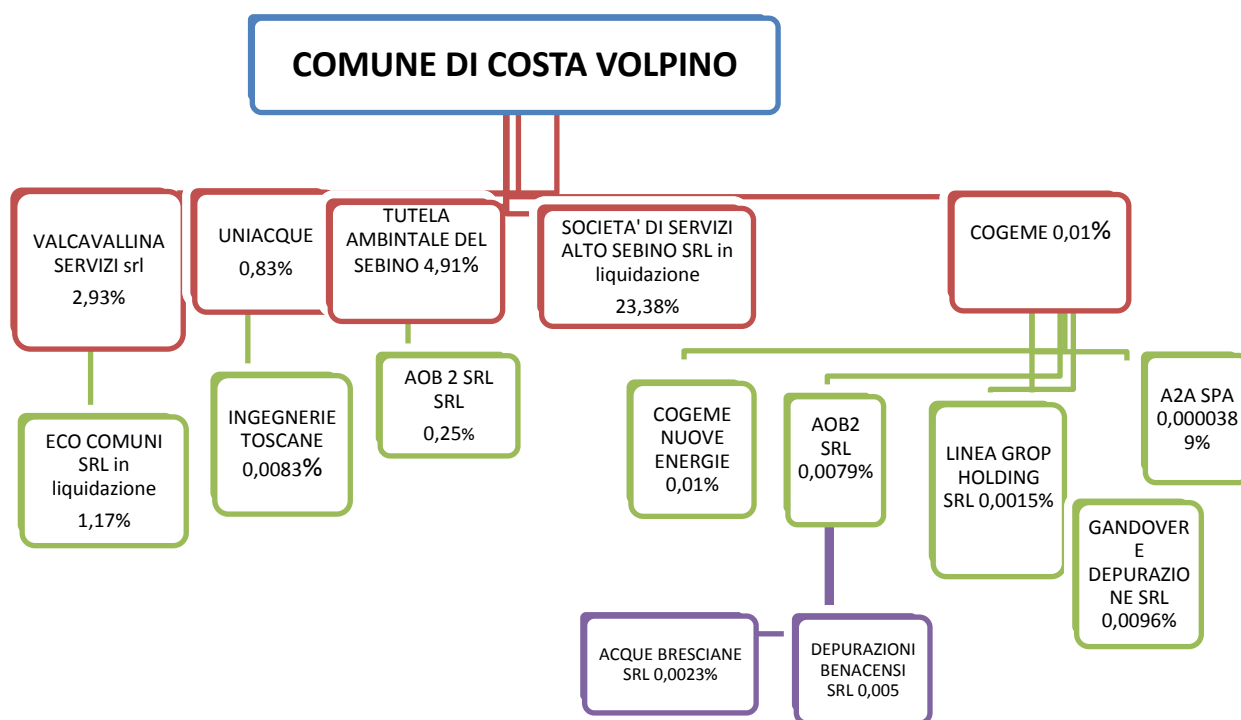 COMUNE DI COSTA VOLPINO
VALCAVALLINA
SERVIZI srl
2,93%
UNIACQUE
0,83%
TUTELA
AMBINTALE DEL
SEBINO 4,91%
SOCIETA' DI SERVIZI
ALTO SEBINO SRL in
liquidazione
23,38%
COGEME 0,01%
ECO COMUNI
SRL in
liquidazione
1,17%
INGEGNERIE
TOSCANE
0,0083%
AOB 2 SRL
SRL
0,25%
COGEME
NUOVE
ENERGIE
0,01%
AOB2
SRL
0,0079%
LINEA GROP
HOLDING
SRL 0,0015%
A2A SPA
0,000038
9%
GANDOVER
E
DEPURAZIO
NE SRL
0,0096%
ACQUE BRESCIANE
SRL 0,0023%
DEPURAZIONI
BENACENSI
SRL 0,005